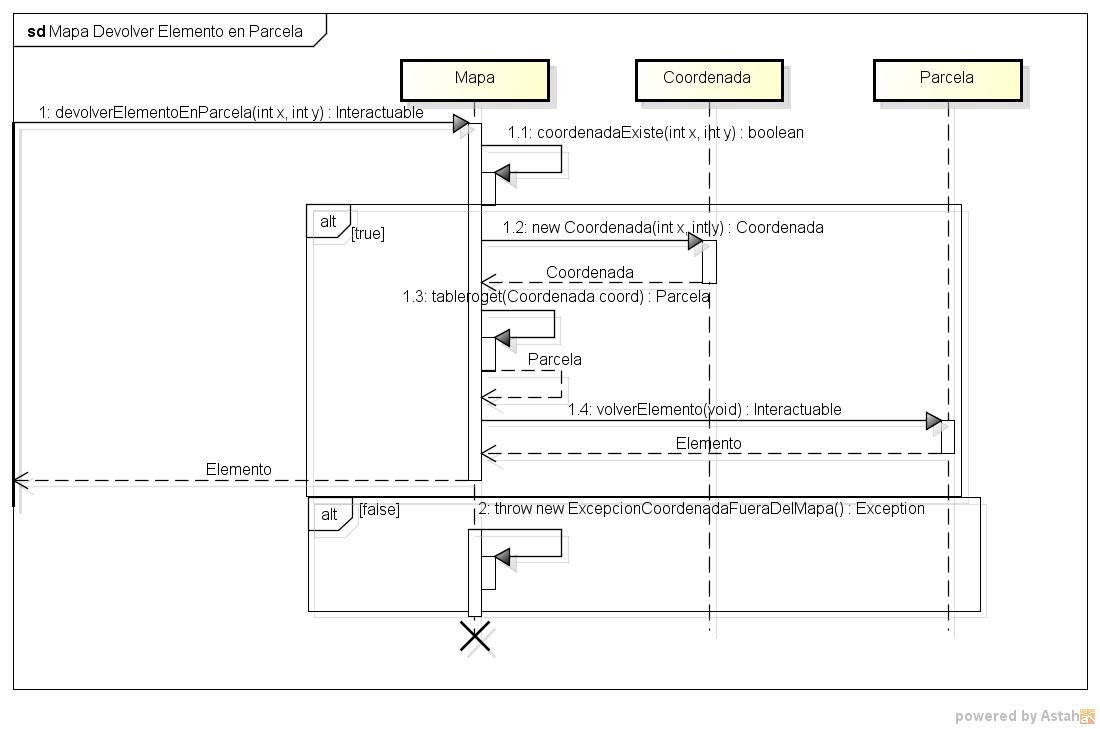 sd Mapa Devolver Elemento en Parcela
Mapa
Coordenada
Parcela
1: devolverElementoEnParcela(int x, int y) : Interactuable
1.1: coordenadaExiste(int x, int y) : boolean
alt
[true]
1.2: new Coordenada(int x, int y) : Coordenada
Coordenada
1.3: tableroget(Coordenada coord) : Parcela
Parcela
1.4: volverElemento(void) : Interactuable
Elemento
Elemento
alt
[false]
2: throw new ExcepcionCoordenadaFueraDelMapa() : Exception
powered by Astah